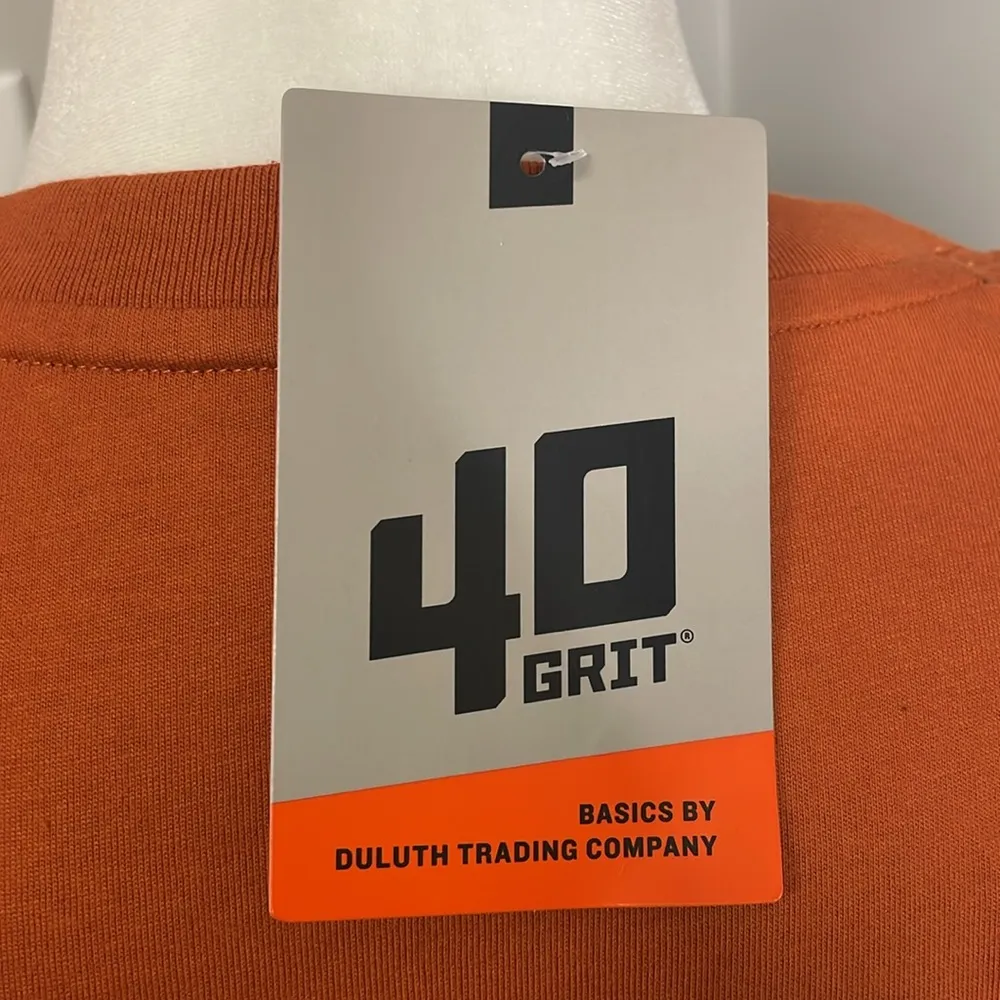 40
GRIT®
BASICS BY
DULUTH TRADING COMPANY